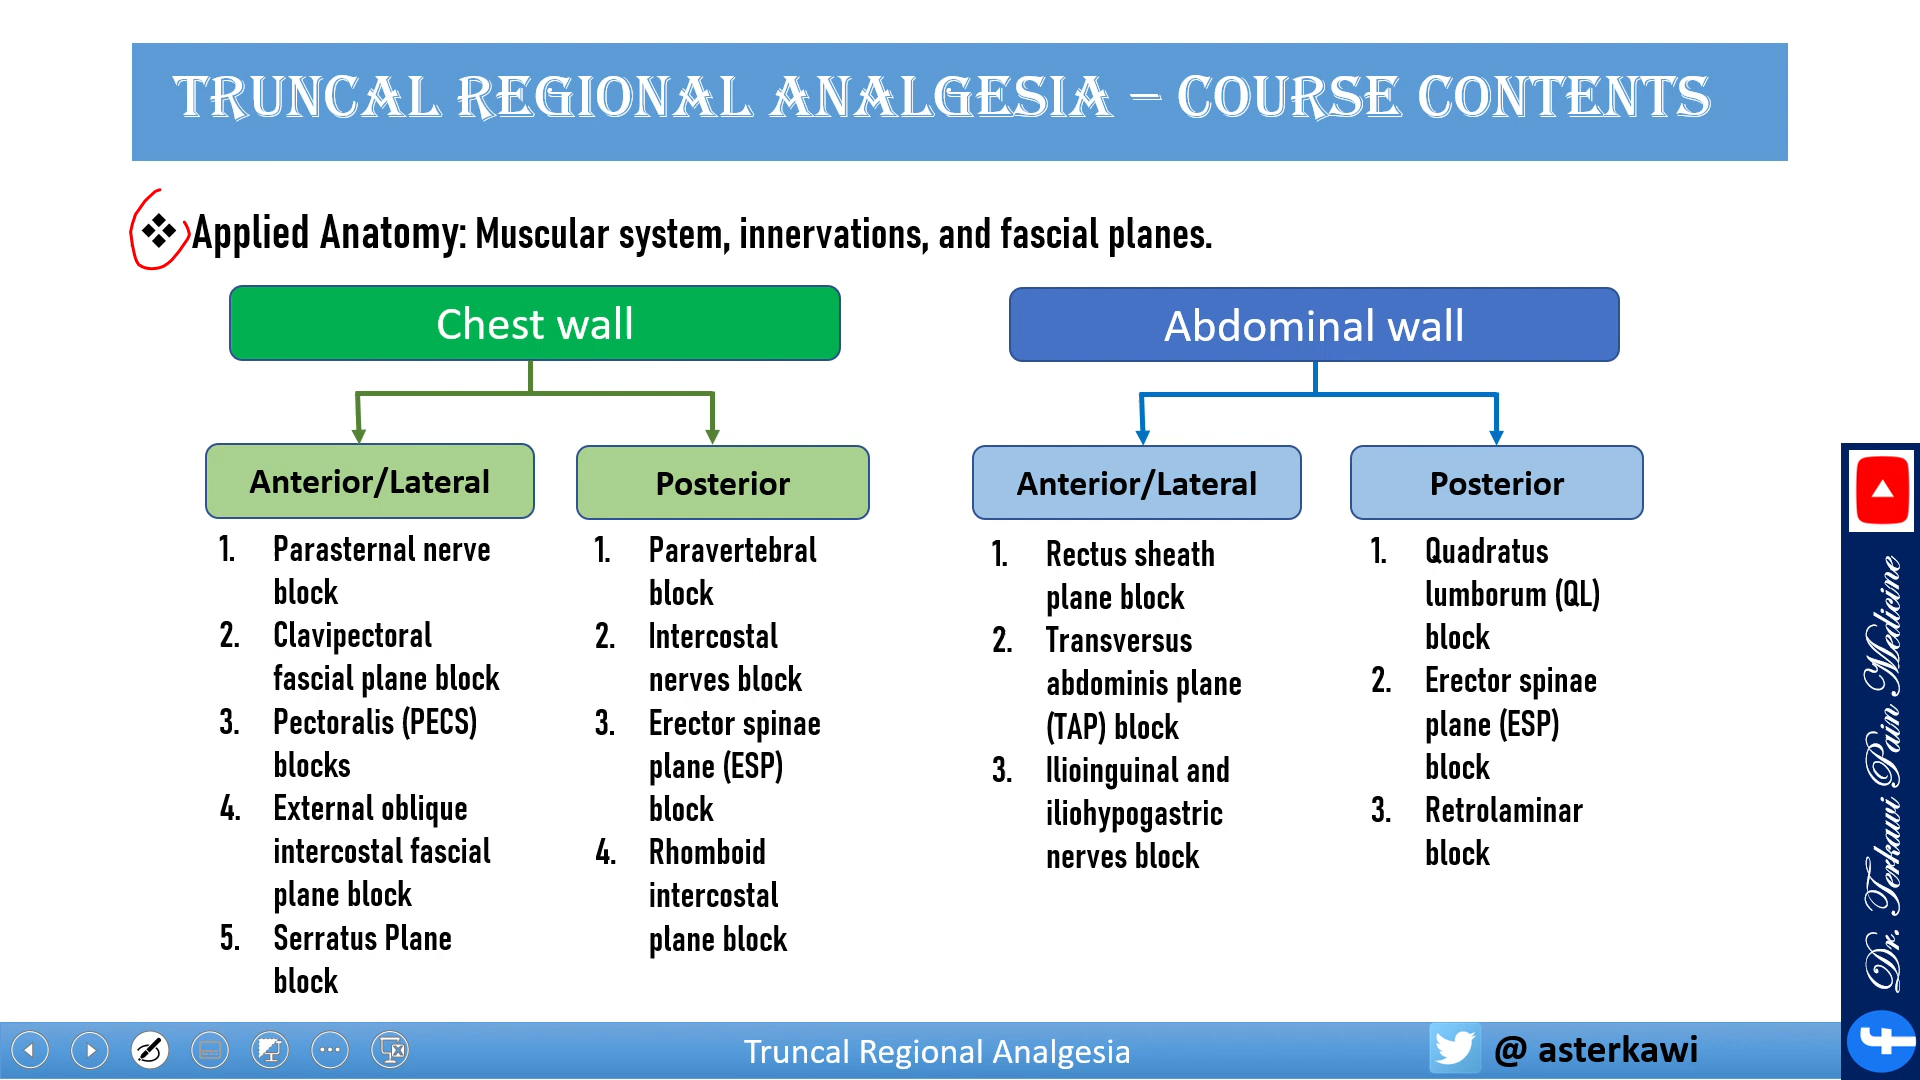 TRUNCAL REGIONAL ANALGESIA – COURSE CONTENTS
❖ Applied Anatomy: Muscular system, innervations, and fascial planes.
Chest wall
Anterior/Lateral
1. Parasternal nerve
block
2. Clavipectoral
fascial plane block
3. Pectoralis (PECS)
blocks
4. External oblique
intercostal fascial
plane block
5. Serratus Plane
block
Posterior
1. Paravertebral
block
2. Intercostal
nerves block
3. Erector spinae
plane (ESP)
block
4. Rhomboid
intercostal
plane block
Abdominal wall
Anterior/Lateral
1. Rectus sheath
plane block
2. Transversus
abdominis plane
(TAP) block
3. Ilioinguinal and
iliohypogastric
nerves block
Posterior
1. Quadratus
lumborum (QL)
block
2. Erector spinae
plane (ESP)
block
3. Retrolaminar
block
Dr. Terkawi Pain Medicine
Truncal Regional Analgesia
@ asterkawi